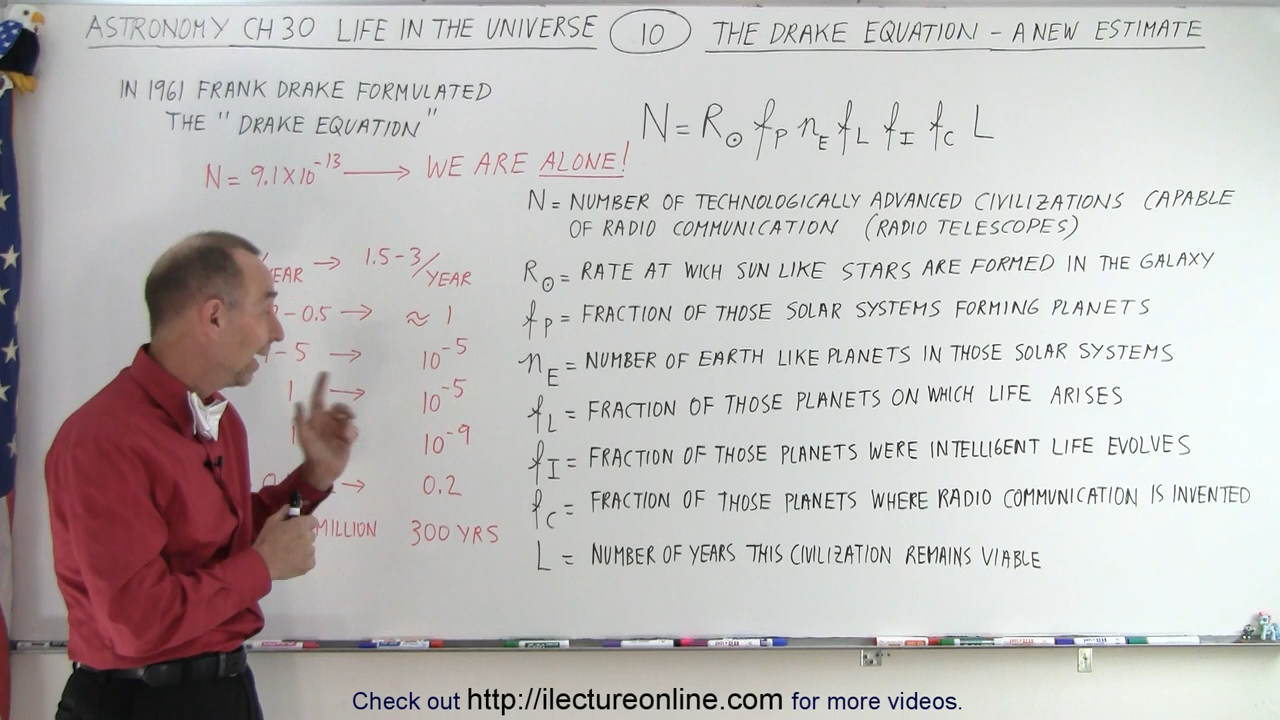 ASTRONOMY CH 30 LIFE IN THE UNIVERSE 10 THE DRAKE EQUATION – A NEW ESTIMATE
IN 1961 FRANK DRAKE FORMULATED
THE "DRAKE EQUATION"
N = 9.1 X 10⁻¹³ → WE ARE ALONE!
/YEAR → 1.5 – 3/YEAR
– 0.5 → ≈ 1
– 5 → 10⁻⁵
1 → 10⁻⁵
10⁻⁹
→ 0.2
MILLION 300 YRS
N = R☉ fP nE fL fI fC L
N = NUMBER OF TECHNOLOGICALLY ADVANCED CIVILIZATIONS CAPABLE
OF RADIO COMMUNICATION (RADIO TELESCOPES)
R☉ = RATE AT WICH SUN LIKE STARS ARE FORMED IN THE GALAXY
fP = FRACTION OF THOSE SOLAR SYSTEMS FORMING PLANETS
nE = NUMBER OF EARTH LIKE PLANETS IN THOSE SOLAR SYSTEMS
fL = FRACTION OF THOSE PLANETS ON WHICH LIFE ARISES
fI = FRACTION OF THOSE PLANETS WERE INTELLIGENT LIFE EVOLVES
fC = FRACTION OF THOSE PLANETS WHERE RADIO COMMUNICATION IS INVENTED
L = NUMBER OF YEARS THIS CIVILIZATION REMAINS VIABLE
Check out http://ilectureonline.com for more videos.